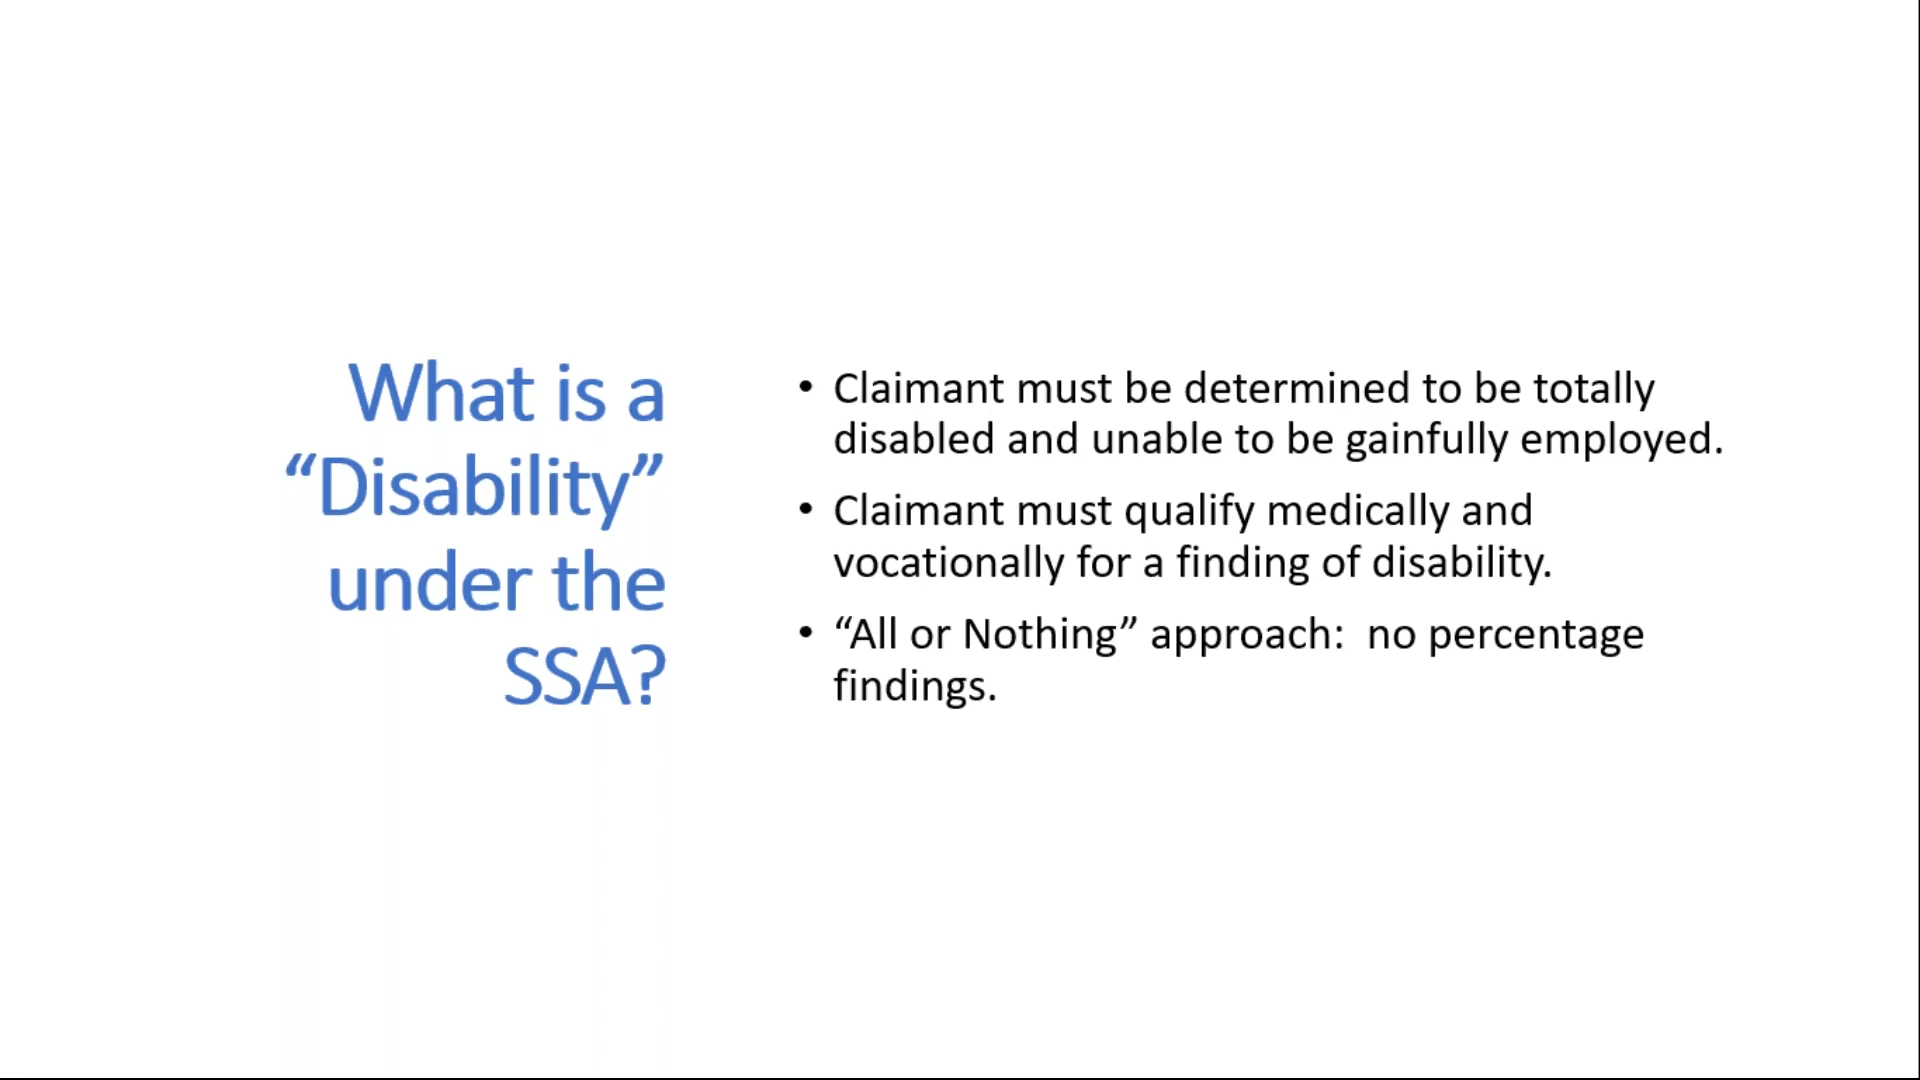 What is a
“Disability”
under the
SSA?
• Claimant must be determined to be totally
disabled and unable to be gainfully employed.
• Claimant must qualify medically and
vocationally for a finding of disability.
• “All or Nothing” approach:  no percentage
findings.